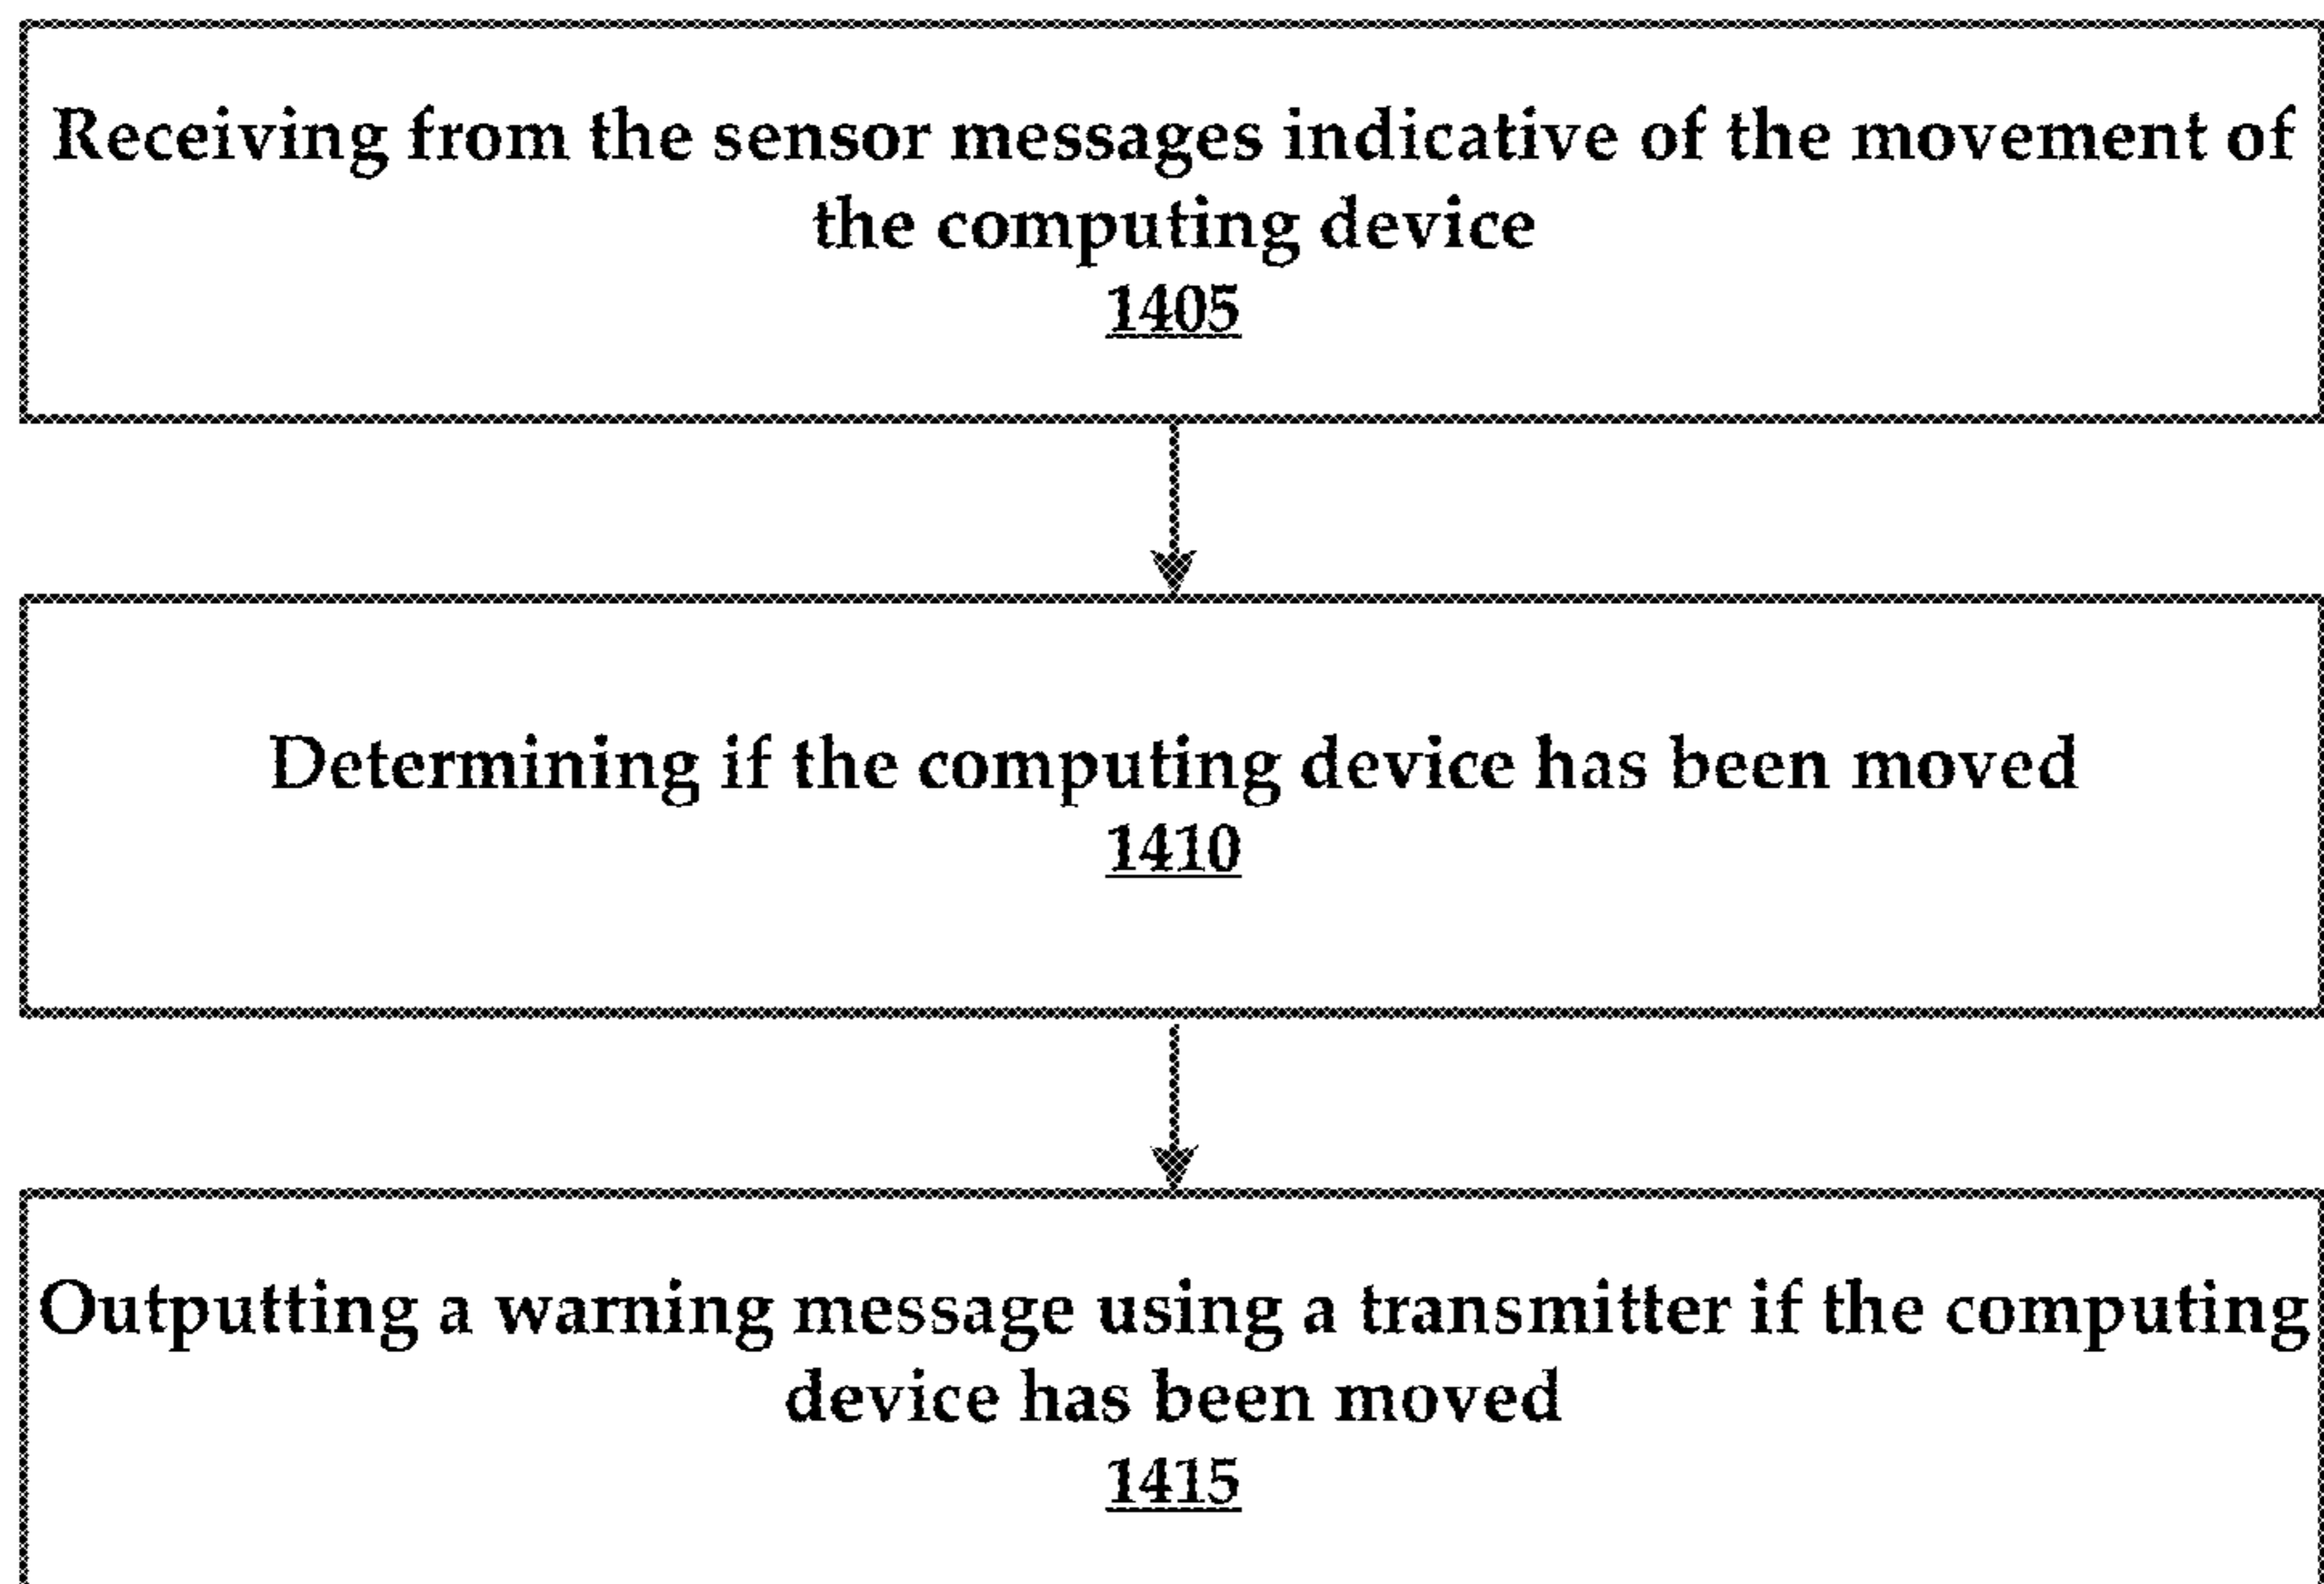 Receiving from the sensor messages indicative of the movement of
the computing device
1405
Determining if the computing device has been moved
1410
Outputting a warning message using a transmitter if the computing
device has been moved
1415